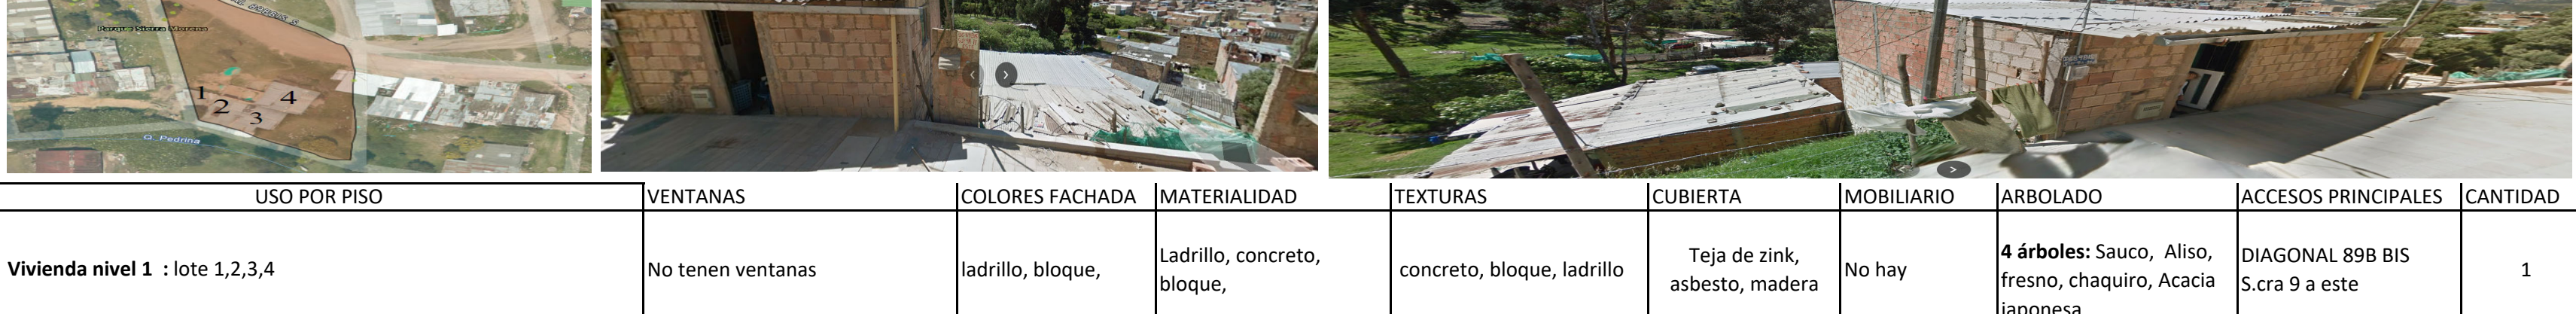 Parque Sierra Morena
1
2
4
3
Q. Pedrina
USO POR PISO
VENTANAS
COLORES FACHADA
MATERIALIDAD
TEXTURAS
CUBIERTA
MOBILIARIO
ARBOLADO
ACCESOS PRINCIPALES
CANTIDAD
Vivienda nivel 1 : lote 1,2,3,4
No tenen ventanas
ladrillo, bloque,
Ladrillo, concreto,
bloque,
concreto, bloque, ladrillo
Teja de zink,
asbesto, madera
No hay
4 árboles: Sauco, Aliso,
fresno, chaquiro, Acacia
japonesa
DIAGONAL 89B BIS
S.cra 9 a este
1